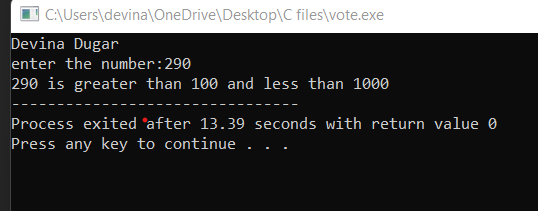 C:\Users\devina\OneDrive\Desktop\C files\vote.exe
Devina Dugar
enter the number:290
290 is greater than 100 and less than 1000
--------------------------------
Process exited after 13.39 seconds with return value 0
Press any key to continue . . .